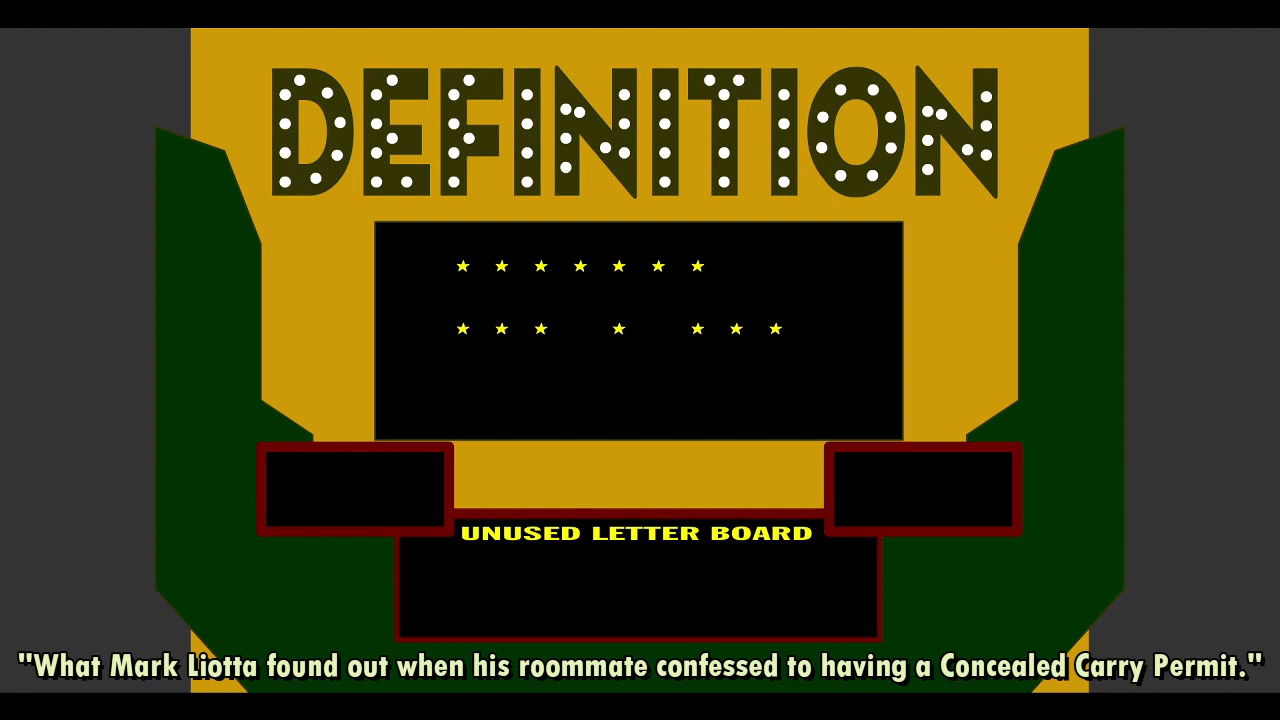 DEFINITION
UNUSED LETTER BOARD
"What Mark Liotta found out when his roommate confessed to having a Concealed Carry Permit."